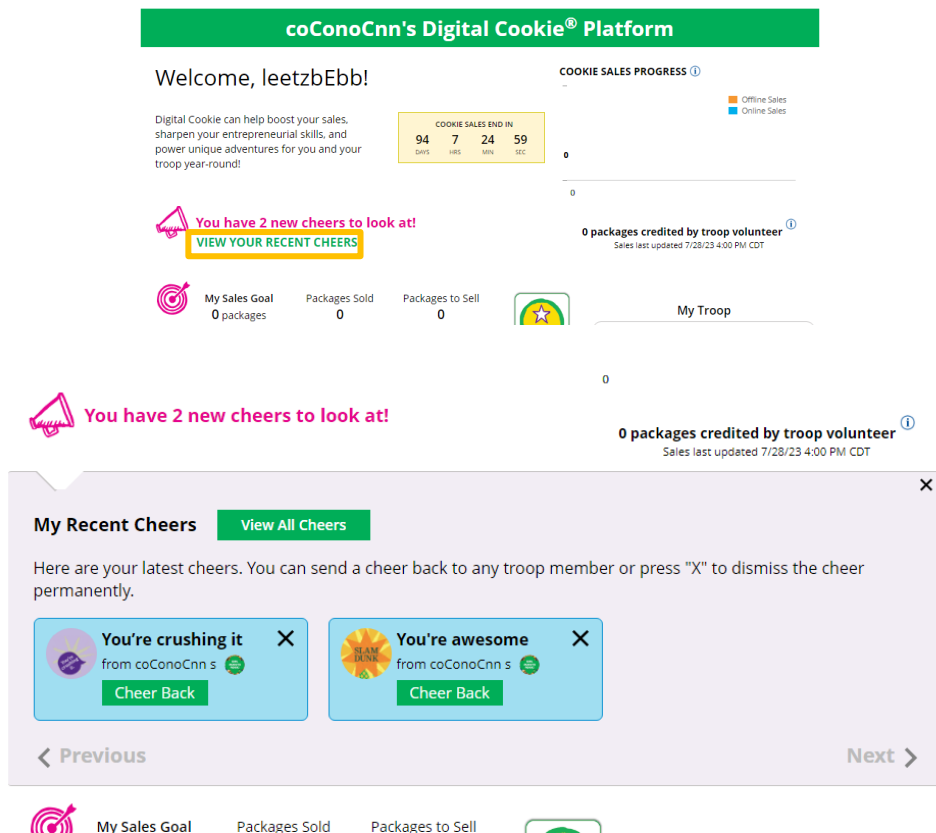 coConoCnn's Digital Cookie® Platform
Welcome, leetzbEbb!
Digital Cookie can help boost your sales,
sharpen your entrepreneurial skills, and
power unique adventures for you and your
troop year-round!
COOKIE SALES END IN
94 7 24 59
DAYS HRS MIN SEC
COOKIE SALES PROGRESS
Offline Sales
Online Sales
0
0
You have 2 new cheers to look at!
VIEW YOUR RECENT CHEERS
0 packages credited by troop volunteer
Sales last updated 7/28/23 4:00 PM CDT
My Sales Goal Packages Sold Packages to Sell
0 packages 0 0
My Troop
0
You have 2 new cheers to look at!
0 packages credited by troop volunteer
Sales last updated 7/28/23 4:00 PM CDT
My Recent Cheers
View All Cheers
Here are your latest cheers. You can send a cheer back to any troop member or press "X" to dismiss the cheer
permanently.
You’re crushing it
from coConoCnn s
Cheer Back
SLAM
DUNK
You're awesome
from coConoCnn s
Cheer Back
Previous
Next
My Sales Goal Packages Sold Packages to Sell